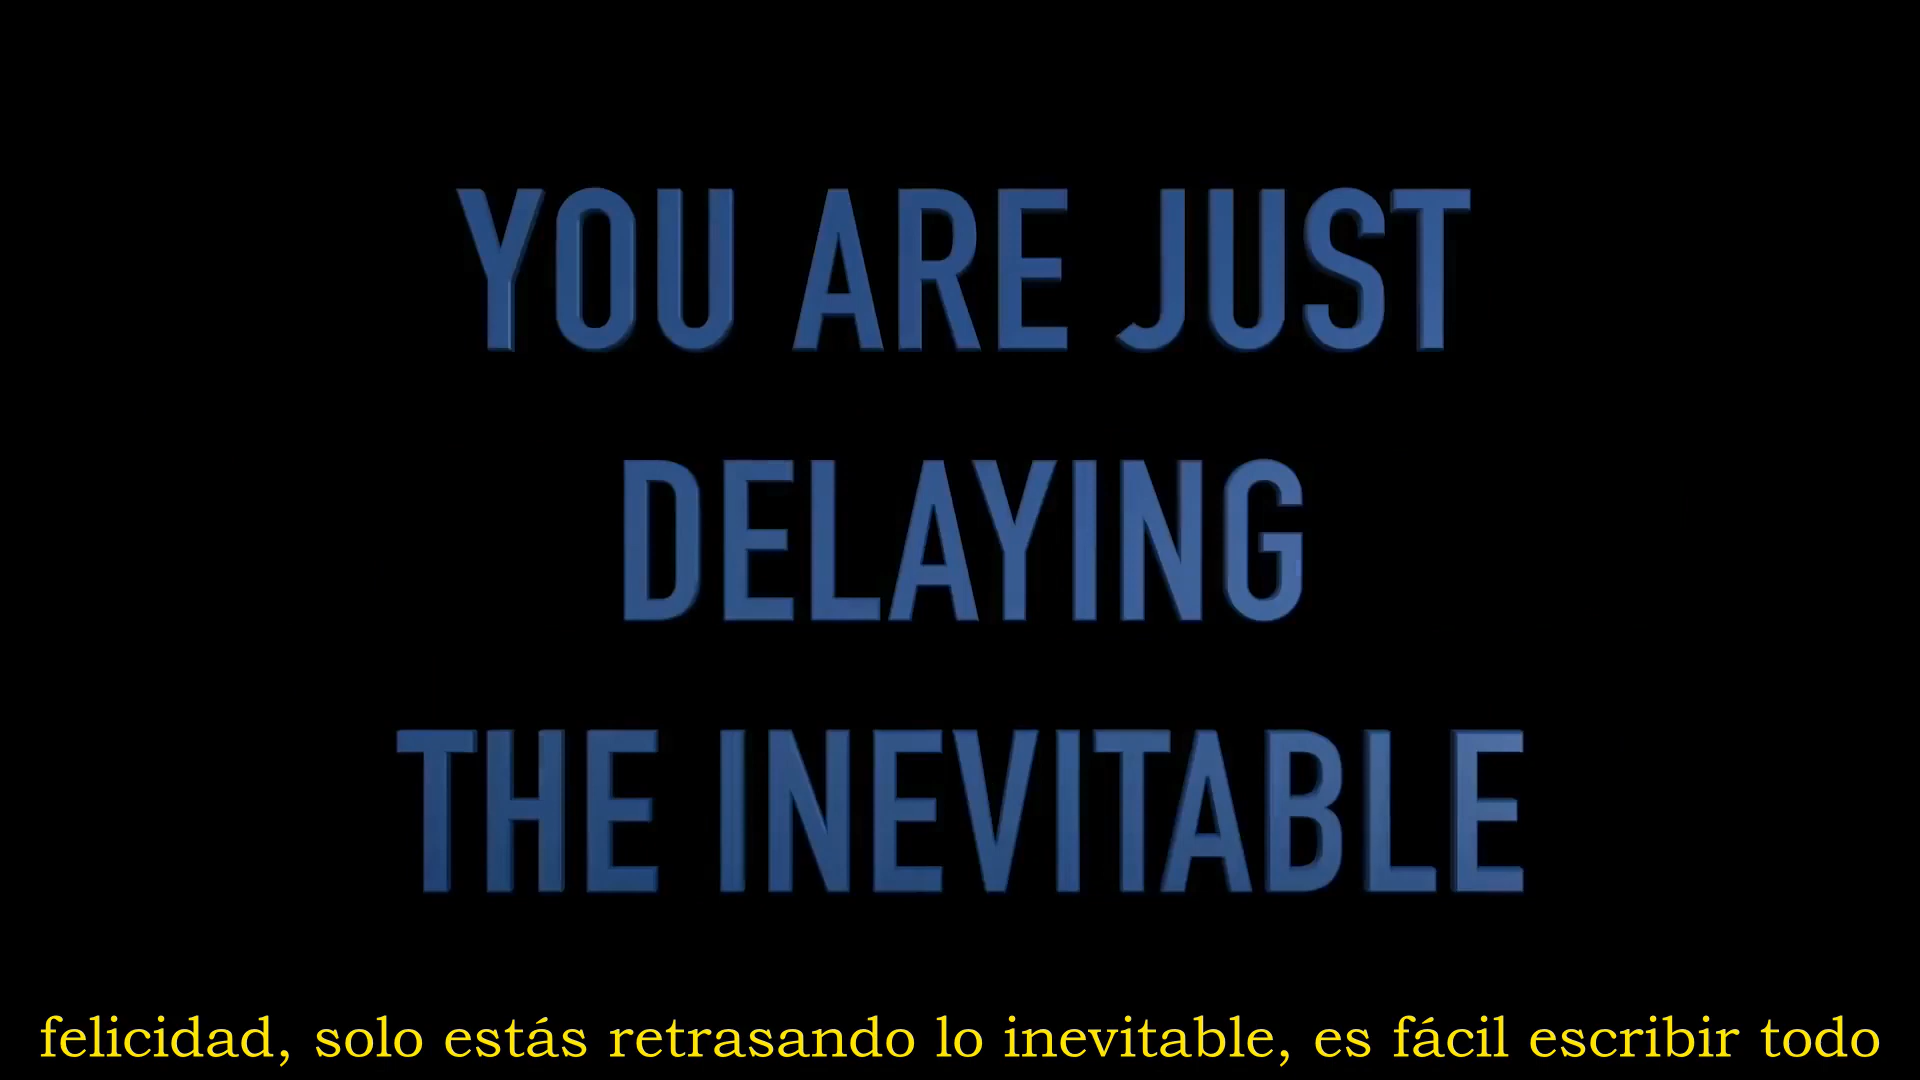 YOU ARE JUST
DELAYING
THE INEVITABLE
felicidad, solo estás retrasando lo inevitable, es fácil escribir todo